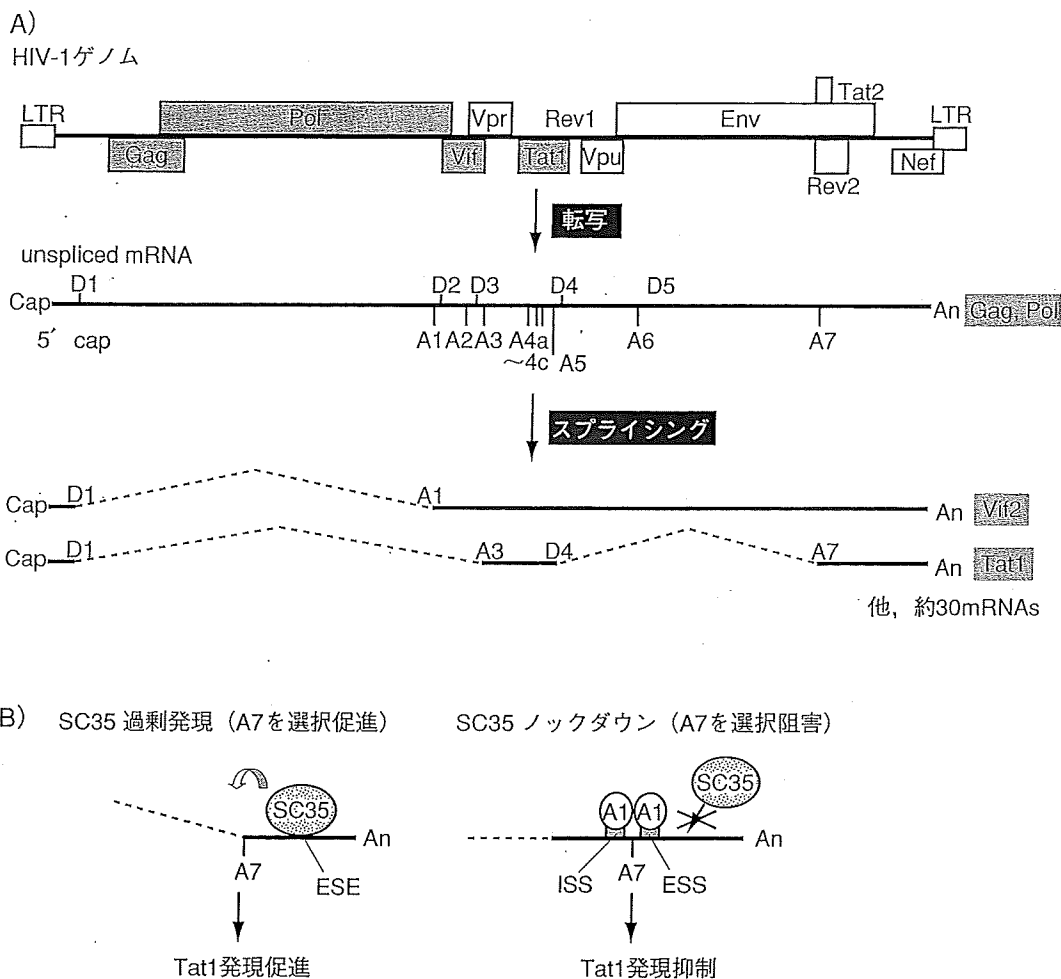 A)
HIV-1ゲノム
Tat2
LTR Pol Vpr Rev1 Env LTR
Gag Vif Tat1 Vpu Nef
Rev2
転写
unspliced mRNA
D1 D2 D3 D4 D5
Cap An Gag, Pol
5′ cap A1 A2 A3 A4a A6 A7
〜4c A5
スプライシング
Cap D1 A1 An Vif2
Cap D1 A3 D4 A7 An Tat1
他，約30mRNAs
B) SC35 過剰発現（A7を選択促進） SC35 ノックダウン（A7を選択阻害）
SC35 A1 A1 SC35
An An
A7 ESE ISS A7 ESS
Tat1発現促進 Tat1発現抑制